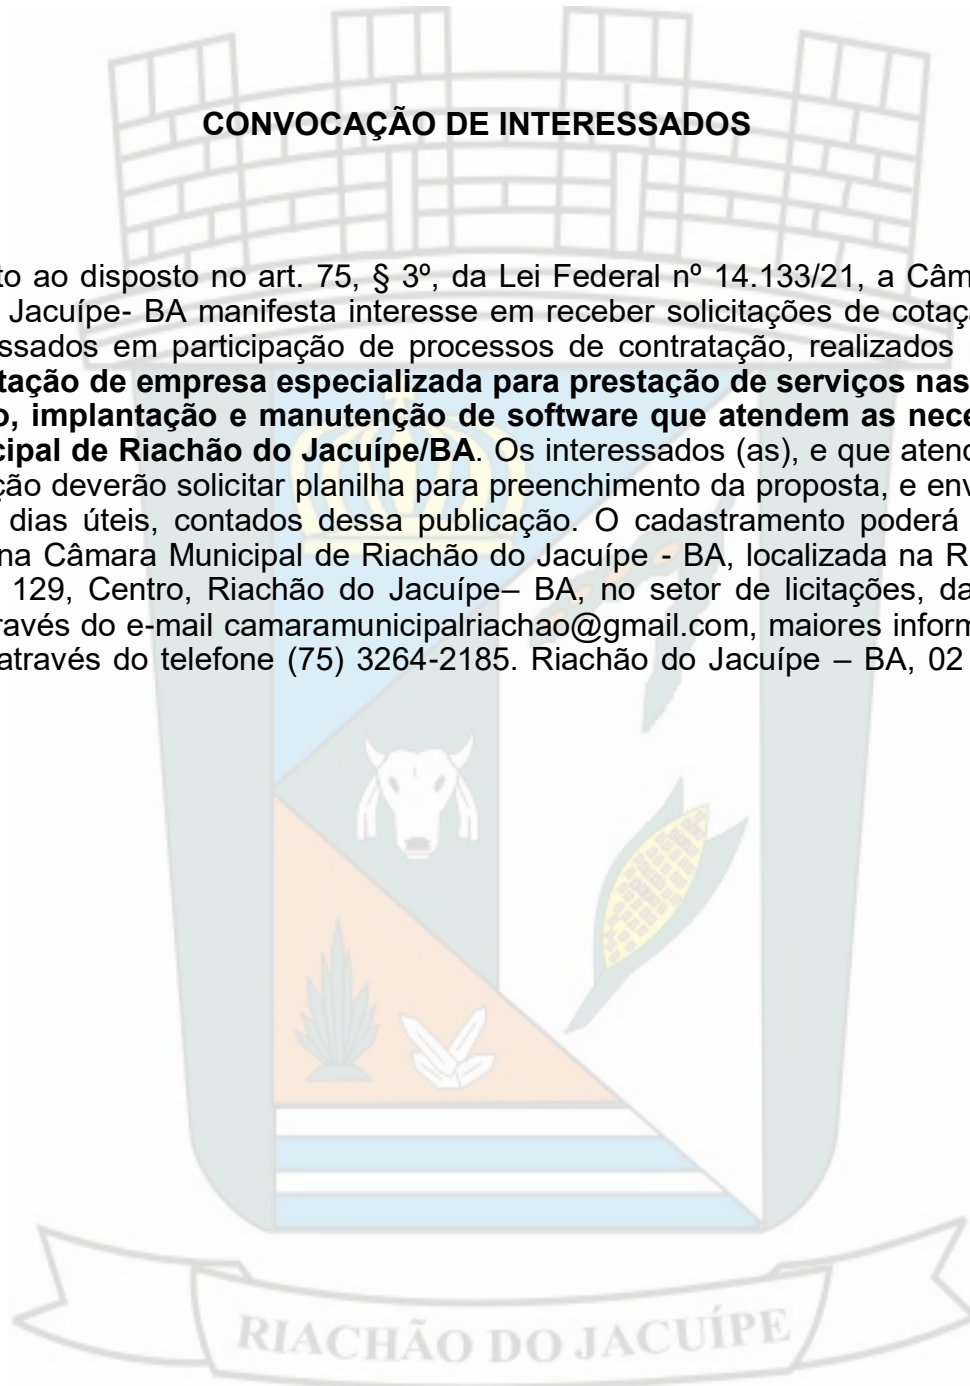 CONVOCAÇÃO DE INTERESSADOS
to ao disposto no art. 75, § 3º, da Lei Federal nº 14.133/21, a Câm
Jacuípe- BA manifesta interesse em receber solicitações de cotaç
ssados em participação de processos de contratação, realizados
tação de empresa especializada para prestação de serviços nas
o, implantação e manutenção de software que atendem as nece
cipal de Riachão do Jacuípe/BA. Os interessados (as), e que atend
ção deverão solicitar planilha para preenchimento da proposta, e env
dias úteis, contados dessa publicação. O cadastramento poderá
na Câmara Municipal de Riachão do Jacuípe - BA, localizada na R
129, Centro, Riachão do Jacuípe– BA, no setor de licitações, da
ravés do e-mail camaramunicipalriachao@gmail.com, maiores inform
através do telefone (75) 3264-2185. Riachão do Jacuípe – BA, 02
RIACHÃO DO JACUÍPE